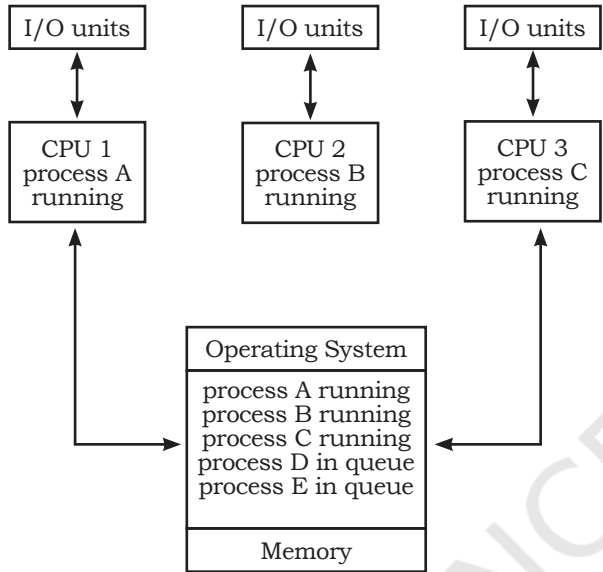 I/O units
I/O units
I/O units
CPU 1
process A
running
CPU 2
process B
running
CPU 3
process C
running
Operating System
process A running
process B running
process C running
process D in queue
process E in queue
Memory